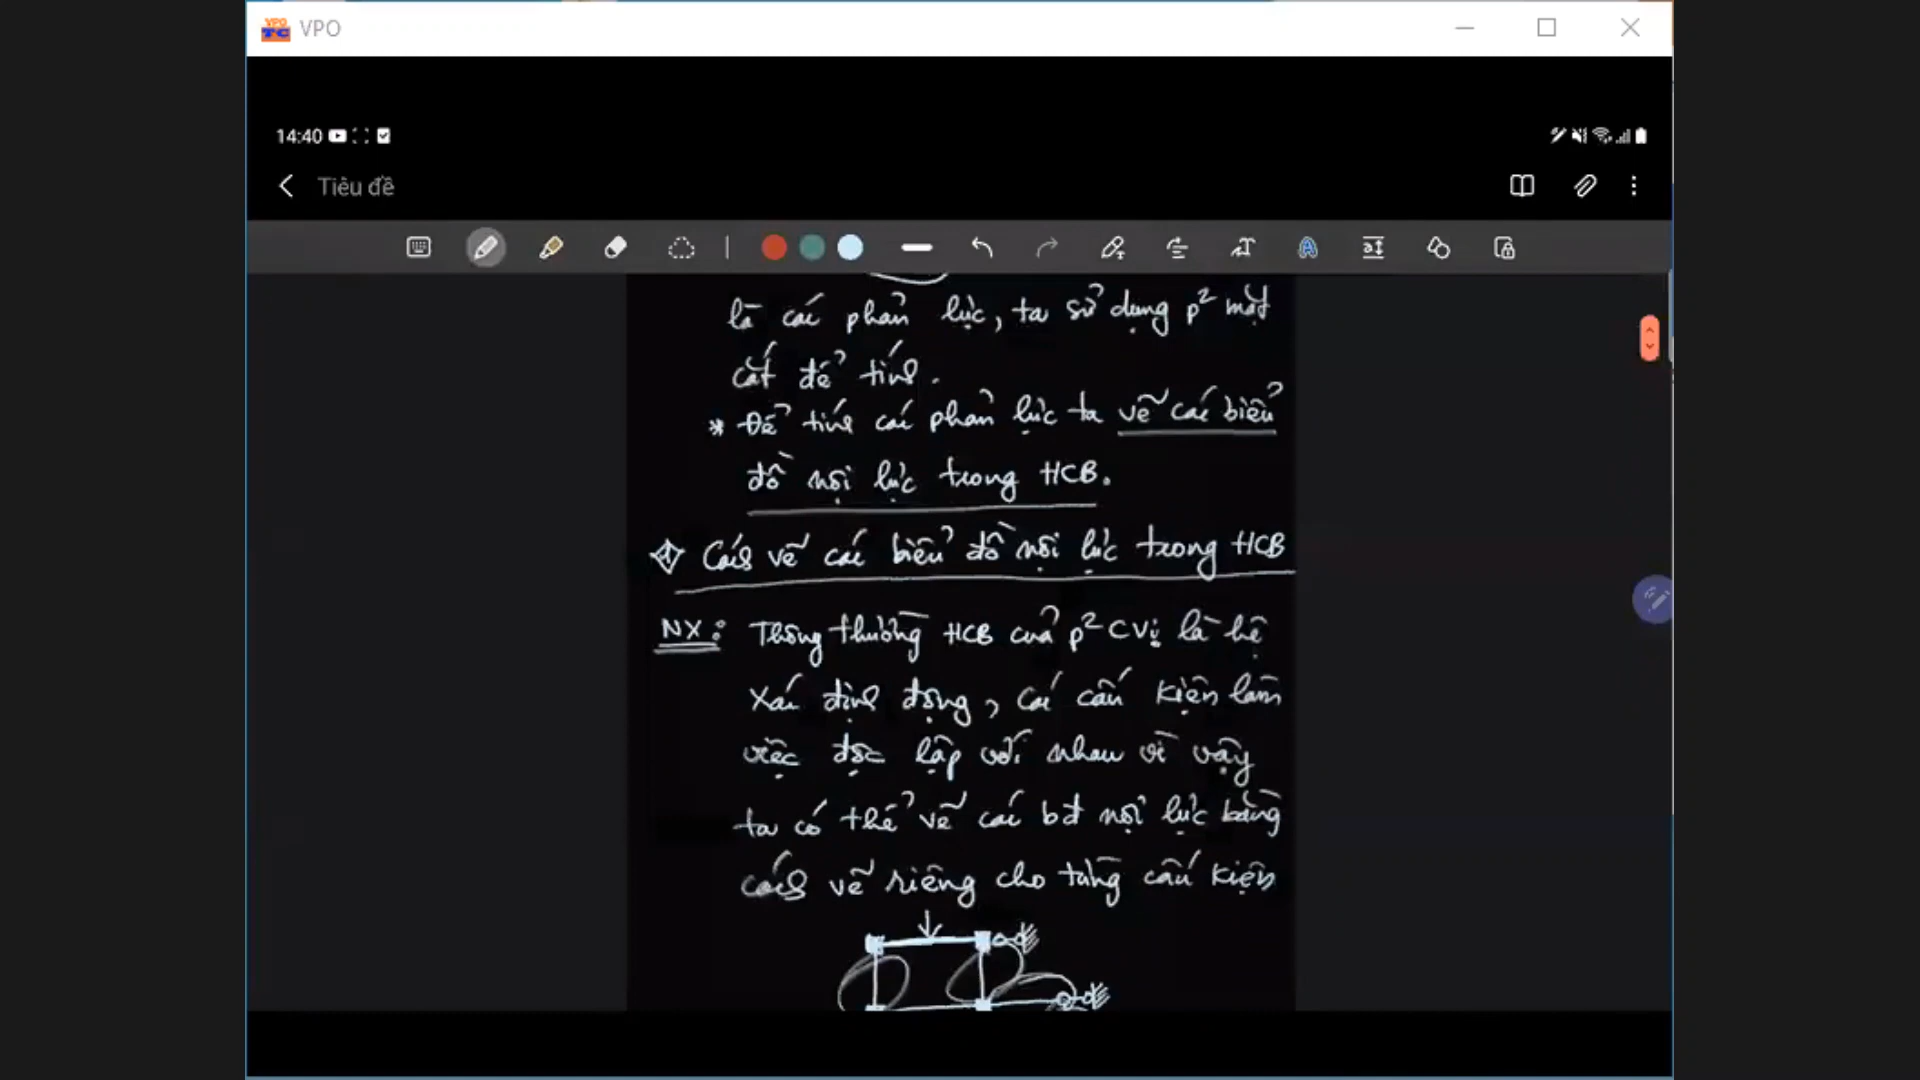 VPO
TC
VPO
14:40
Tiêu đề
là các phản lực, ta sử dụng p² mặt
cắt để tính.
* Để tính các phản lực ta vẽ các biểu
đồ nội lực trong HCB.
Cách vẽ các biểu đồ nội lực trong HCB
NX: Thông thường HCB của p² CVị là hệ
xác định động, các cấu kiện làm
việc độc lập với nhau vì vậy
ta có thể vẽ các bđ nội lực bằng
cách vẽ riêng cho từng cấu kiện